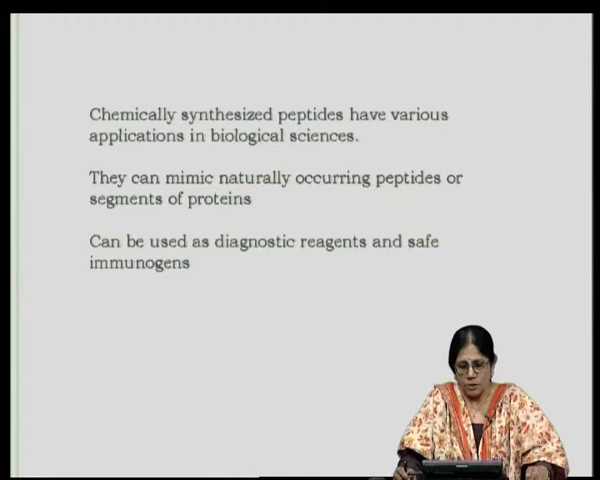 Chemically synthesized peptides have various
applications in biological sciences.
They can mimic naturally occurring peptides or
segments of proteins
Can be used as diagnostic reagents and safe
immunogens